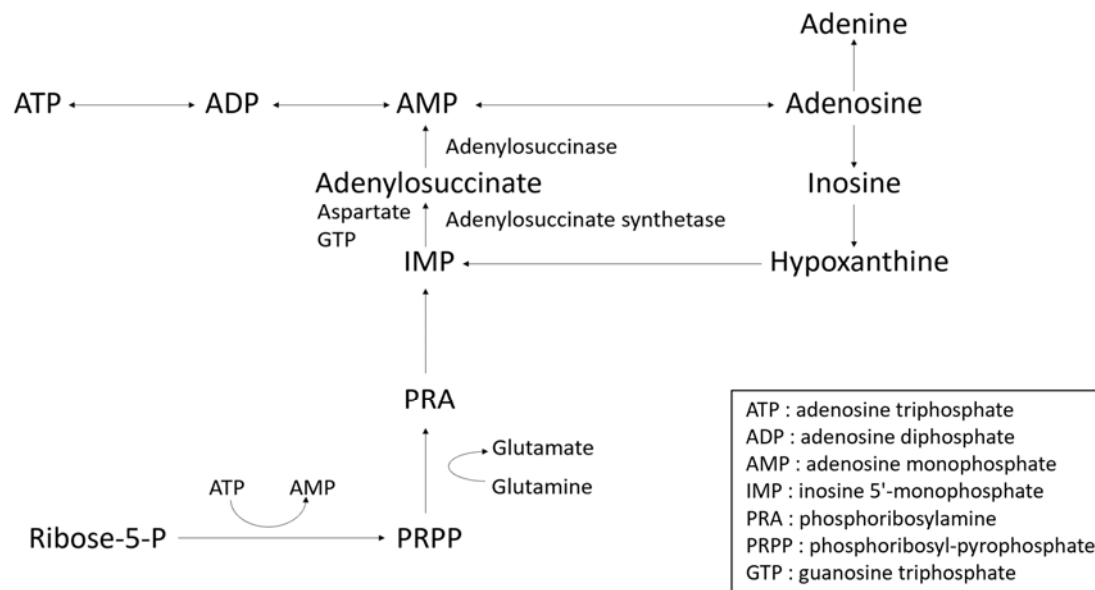 Adenine
ATP
ADP
AMP
Adenosine
Adenylosuccinase
Adenylosuccinate
Inosine
Aspartate
GTP
Adenylosuccinate synthetase
IMP
Hypoxanthine
PRA
Glutamate
Glutamine
ATP
AMP
Ribose-5-P
PRPP
ATP : adenosine triphosphate
ADP : adenosine diphosphate
AMP : adenosine monophosphate
IMP : inosine 5'-monophosphate
PRA : phosphoribosylamine
PRPP : phosphoribosyl-pyrophosphate
GTP : guanosine triphosphate